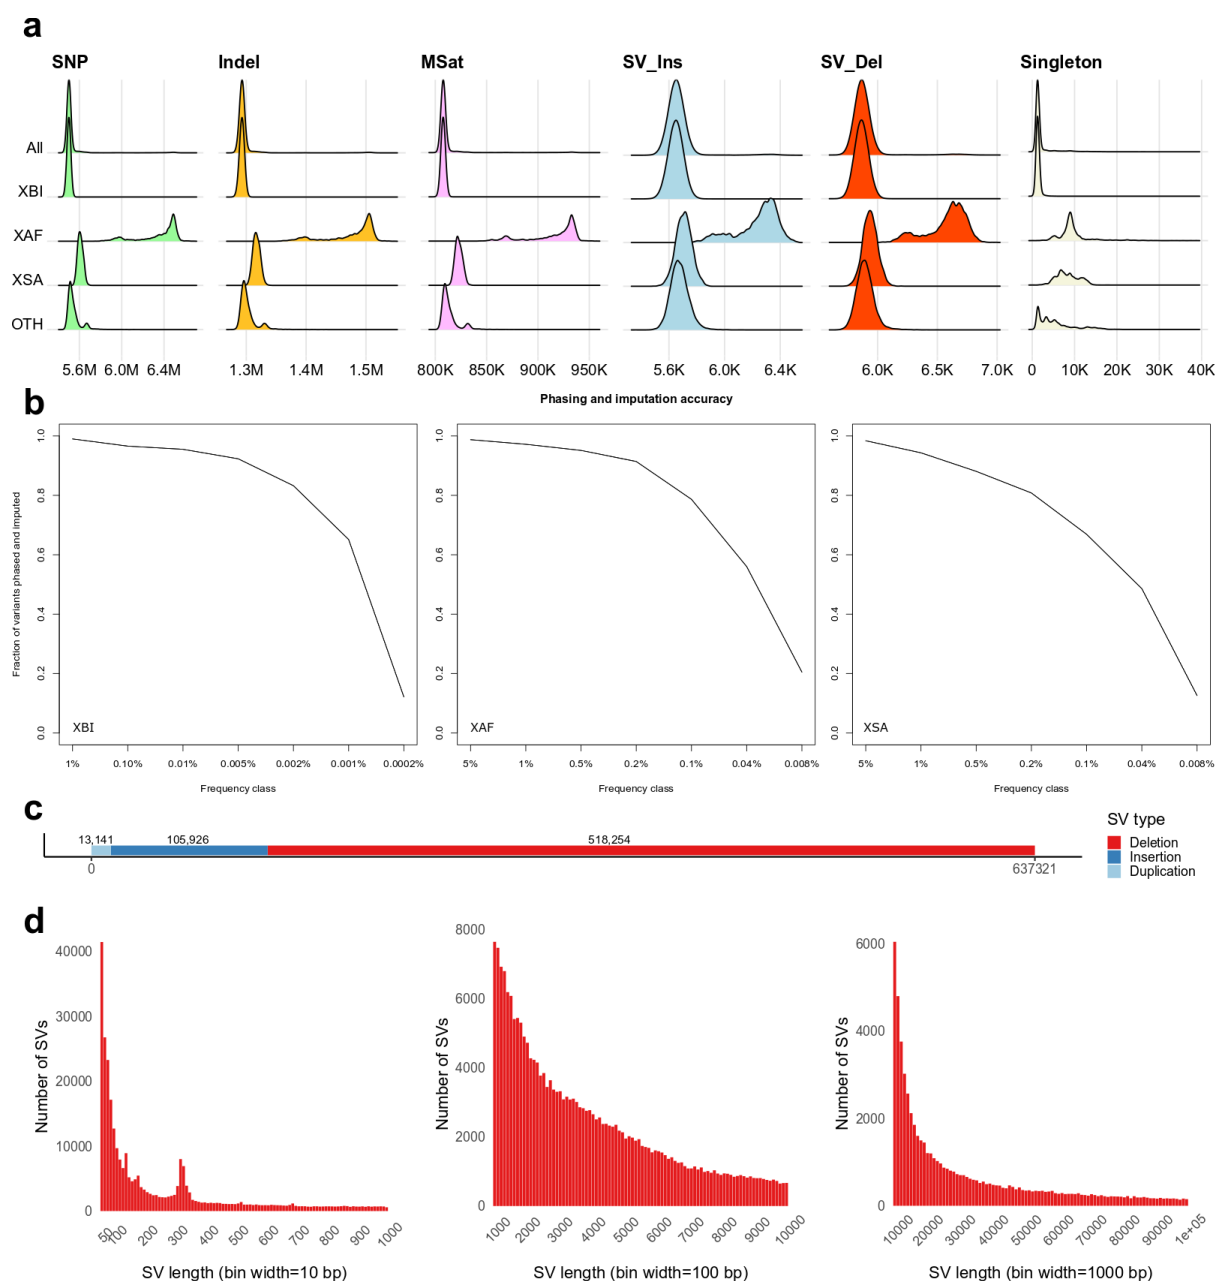 a
SNP Indel MSat SV_Ins SV_Del Singleton
All
XBI
XAF
XSA
OTH
5.6M 6.0M 6.4M 1.3M 1.4M 1.5M 800K 850K 900K 950K 5.6K 6.0K 6.4K 6.0K 6.5K 7.0K 0 10K 20K 30K 40K
b
Phasing and imputation accuracy
Fraction of variants phased and imputed
1.0 0.8 0.6 0.4 0.2 0.0
XBI
1% 0.10% 0.01% 0.005% 0.002% 0.001% 0.0002%
Frequency class
1.0 0.8 0.6 0.4 0.2 0.0
XAF
5% 1% 0.5% 0.2% 0.1% 0.04% 0.008%
Frequency class
1.0 0.8 0.6 0.4 0.2 0.0
XSA
5% 1% 0.5% 0.2% 0.1% 0.04% 0.008%
Frequency class
c
13,141 105,926 518,254
0 637321
SV type
Deletion
Insertion
Duplication
d
Number of SVs
40000
30000
20000
10000
0
50 100 200 300 400 500 600 700 800 900 1000
SV length (bin width=10 bp)
Number of SVs
8000
6000
4000
2000
0
1000 2000 3000 4000 5000 6000 7000 8000 9000 10000
SV length (bin width=100 bp)
Number of SVs
6000
4000
2000
0
10000 20000 30000 40000 50000 60000 70000 80000 90000 1e+05
SV length (bin width=1000 bp)